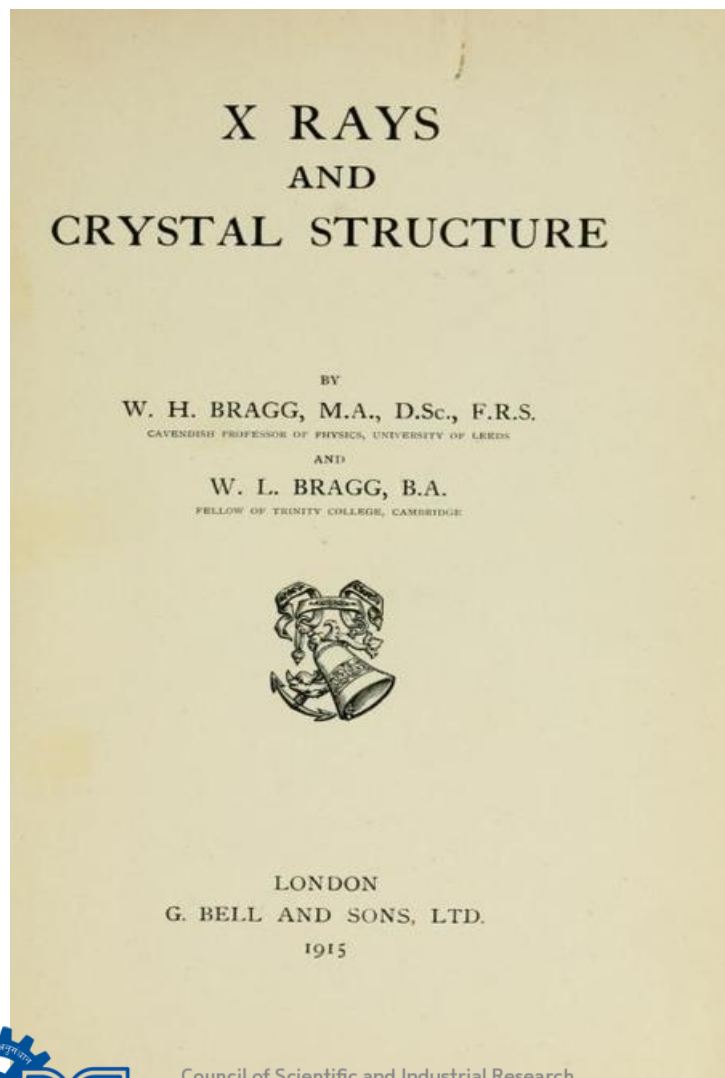 X RAYS
AND
CRYSTAL STRUCTURE
BY
W. H. BRAGG, M.A., D.Sc., F.R.S.
CAVENDISH PROFESSOR OF PHYSICS, UNIVERSITY OF LEEDS
AND
W. L. BRAGG, B.A.
FELLOW OF TRINITY COLLEGE, CAMBRIDGE
LONDON
G. BELL AND SONS, LTD.
1915
अनुसंधान
Council of Scientific and Industrial Research